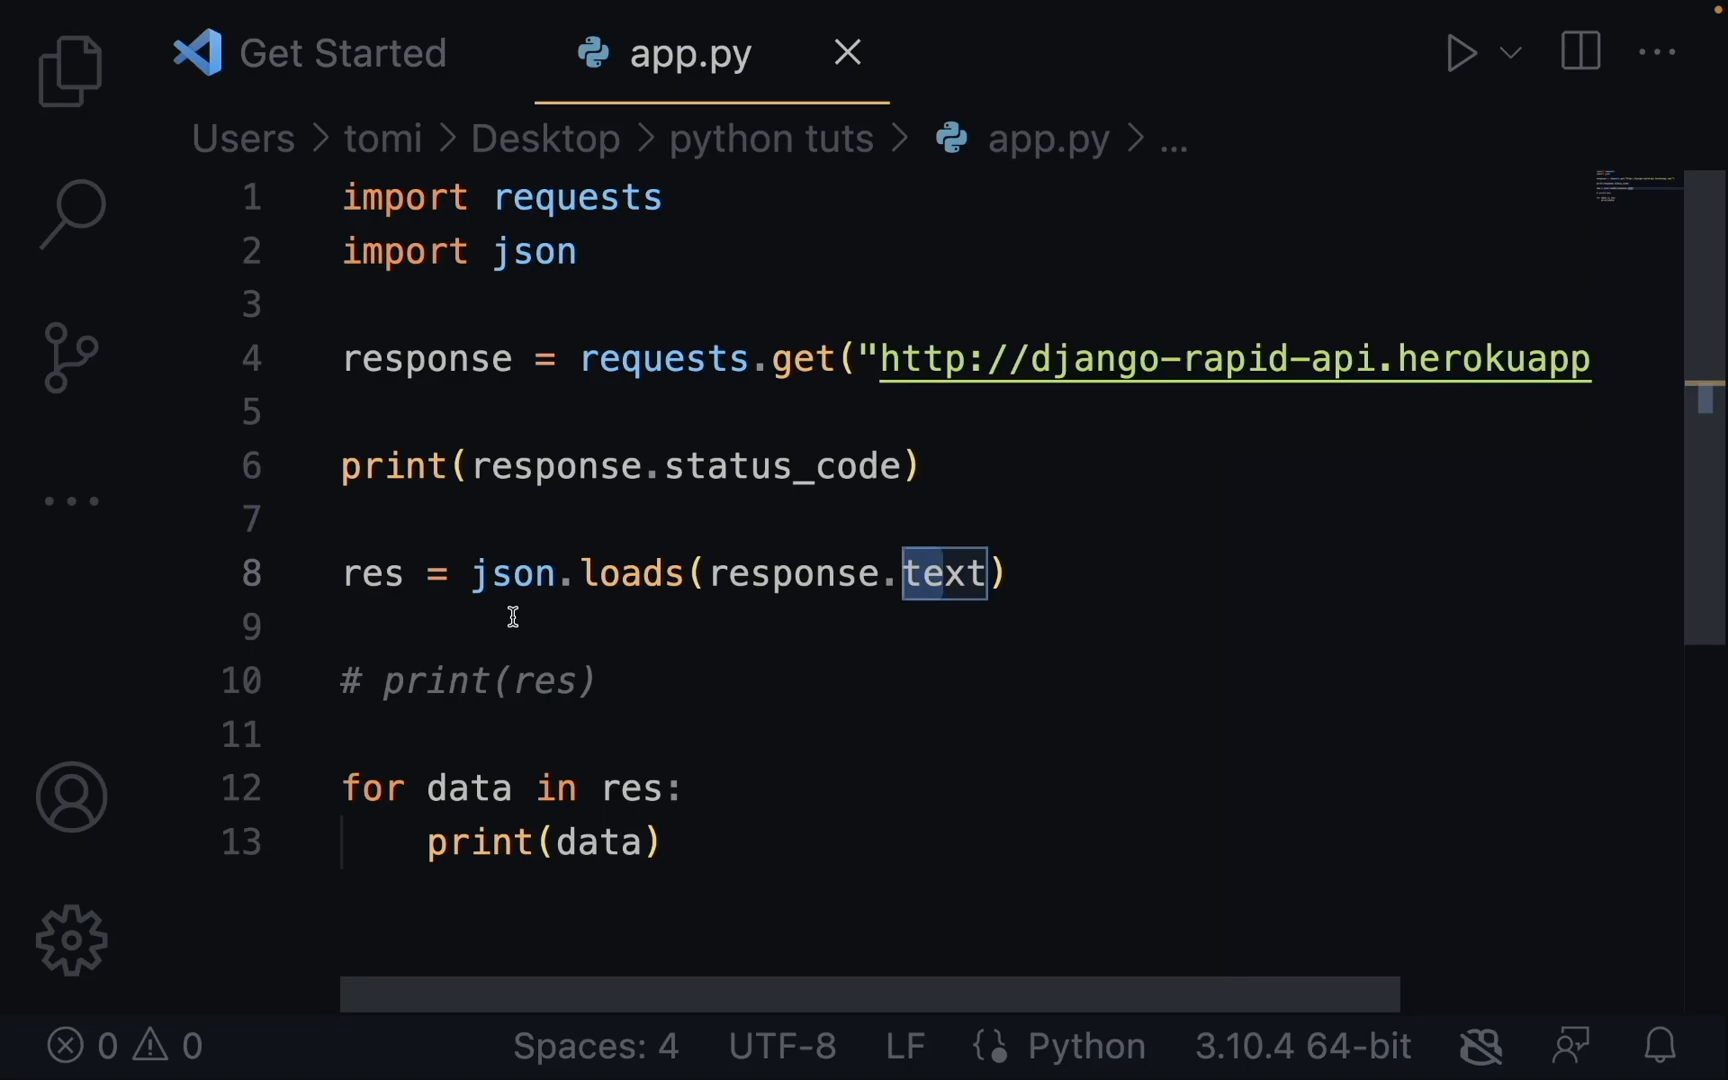 Get Started
app.py
Users > tomi > Desktop > python tuts > app.py > ...
1 import requests
2 import json
3
4 response = requests.get("http://django-rapid-api.herokuapp
5
6 print(response.status_code)
7
8 res = json.loads(response.text)
9
10 # print(res)
11
12 for data in res:
13     print(data)
0 0 Spaces: 4 UTF-8 LF Python 3.10.4 64-bit